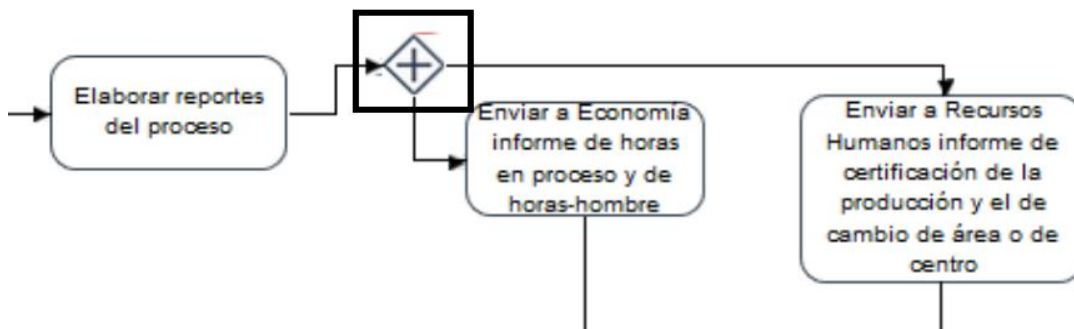 Elaborar reportes
del proceso
Enviar a Economía
informe de horas
en proceso y de
horas-hombre
Enviar a Recursos
Humanos informe de
certificación de la
producción y el de
cambio de área o de
centro